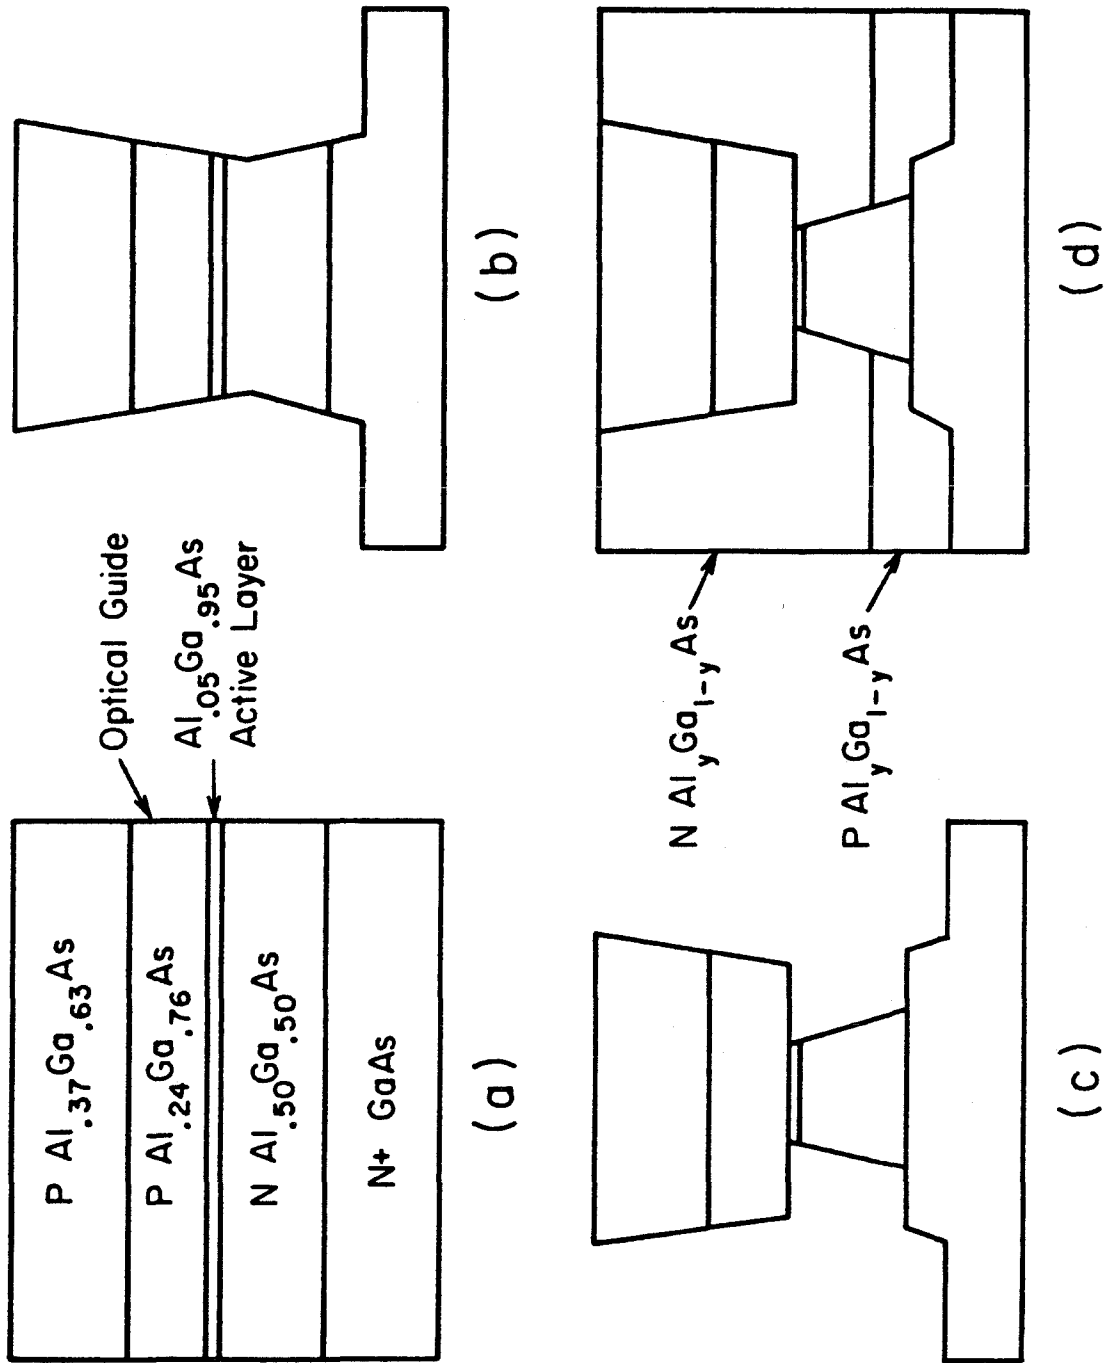 P Al.37Ga.63As
P Al.24Ga.76As
N Al.50Ga.50As
N+ GaAs
Optical Guide
Al.05Ga.95As
Active Layer
(a)
(b)
(c)
N AlyGa1-yAs
P AlyGa1-yAs
(d)